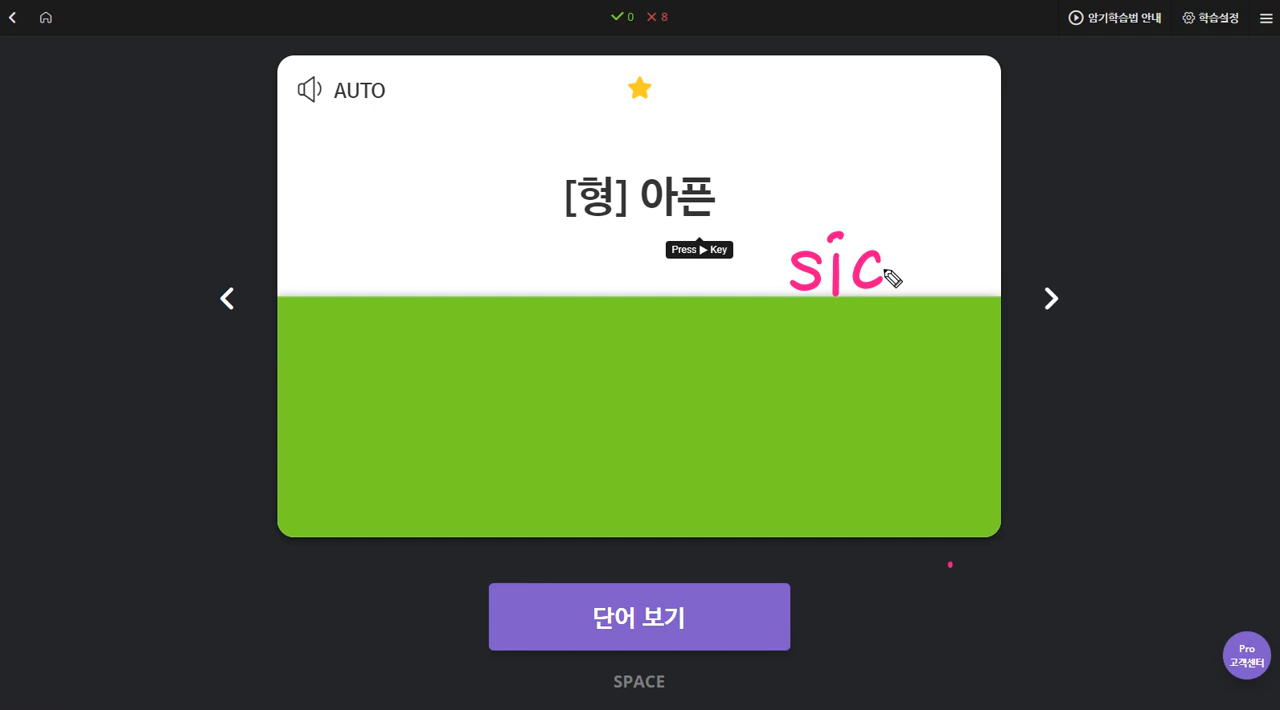 0 8 암기학습법 안내 학습설정
AUTO
[형] 아픈
Press ▶ Key
sic
단어 보기
SPACE
Pro
고객센터